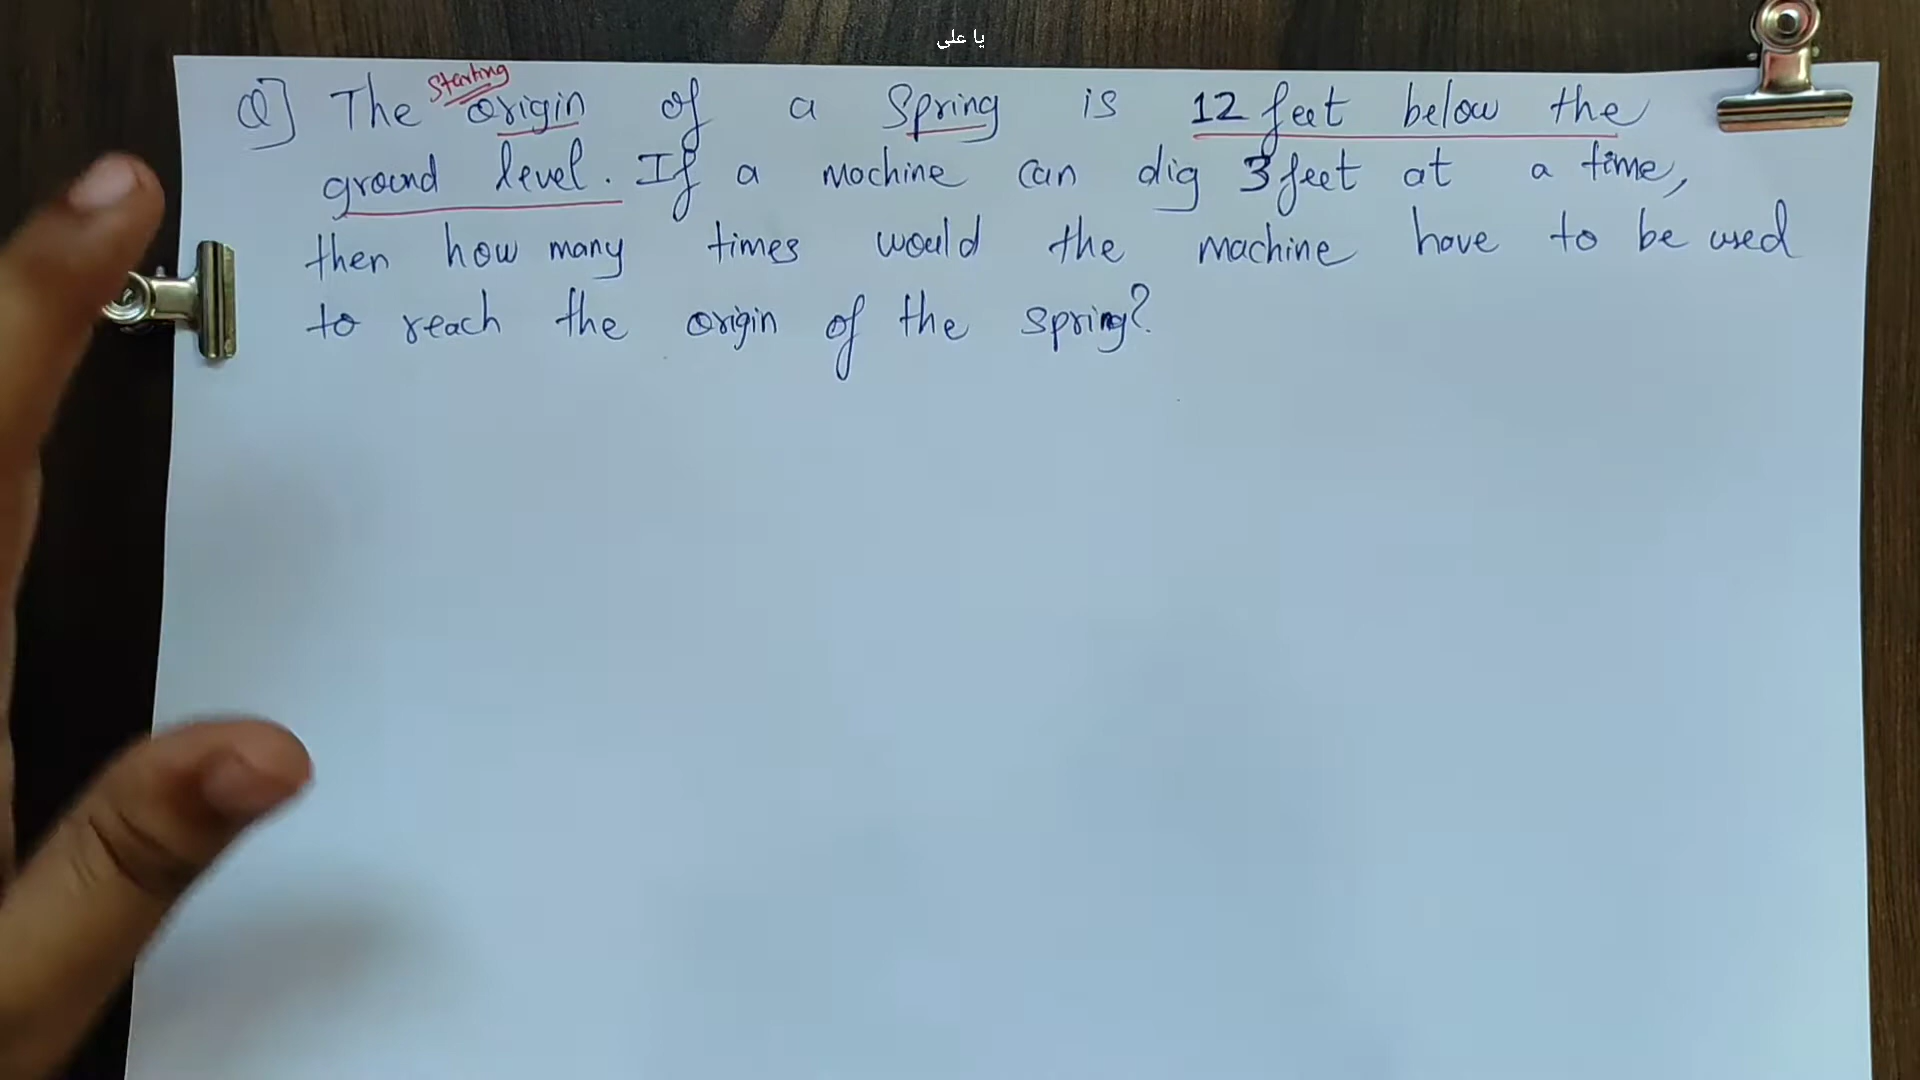 يا على
Starting
Q] The origin of a Spring is 12 feet below the
ground level. If a machine can dig 3 feet at a time,
then how many times would the machine have to be used
to reach the origin of the spring?